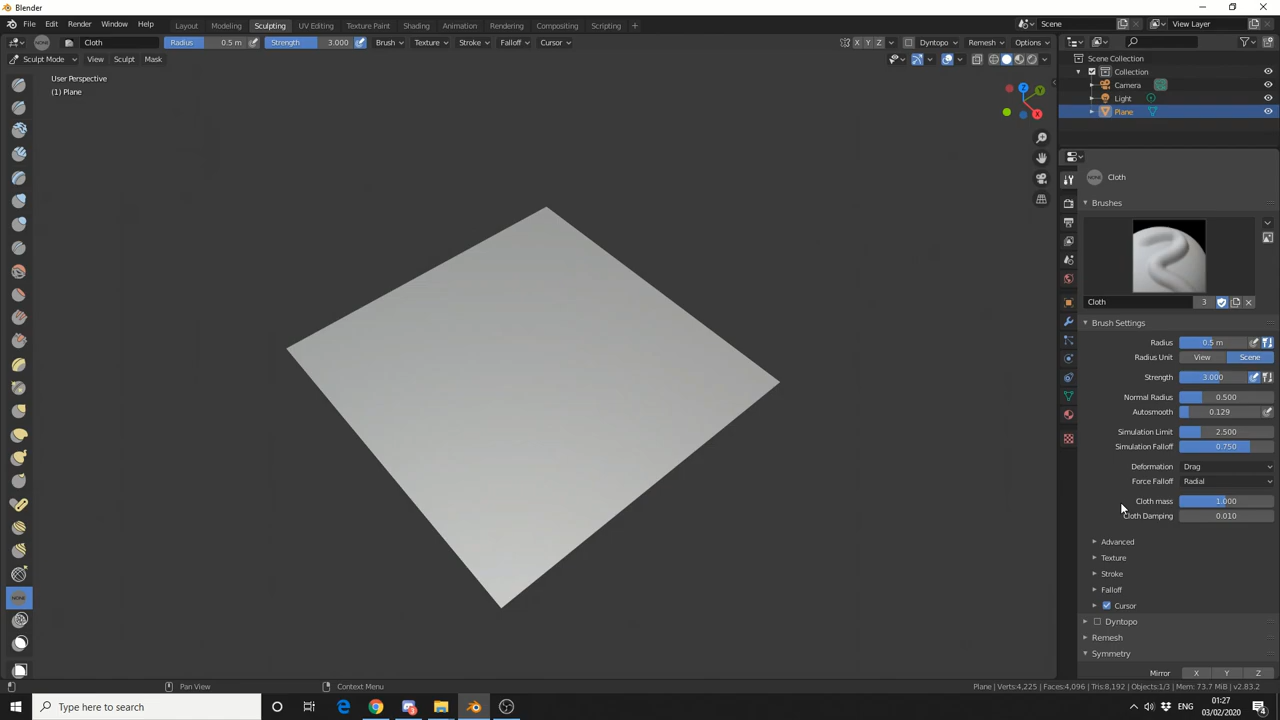 Blender
File Edit Render Window Help Layout Modeling Sculpting UV Editing Texture Paint Shading Animation Rendering Compositing Scripting + Scene View Layer
NONE Cloth Radius 0.5 m Strength 3.000 Brush Texture Stroke Falloff Cursor X Y Z Dyntopo Remesh Options
Sculpt Mode View Sculpt Mask
Scene Collection
Collection
Camera
Light
Plane
User Perspective
(1) Plane
Z
Y
X
NONE Cloth
Brushes
Cloth 3
Brush Settings
Radius 0.5 m
Radius Unit View Scene
Strength 3.000
Normal Radius 0.500
Autosmooth 0.129
Simulation Limit 2.500
Simulation Falloff 0.750
Deformation Drag
Force Falloff Radial
Cloth mass 1.000
Cloth Damping 0.010
Advanced
Texture
Stroke
Falloff
Cursor
Dyntopo
Remesh
Symmetry
Mirror X Y Z
NONE
Pan View Context Menu Plane | Verts:4,225 | Faces:4,096 | Tris:8,192 | Objects:1/3 | Mem: 73.7 MiB | v2.83.2
Type here to search
01:27
03/02/2020